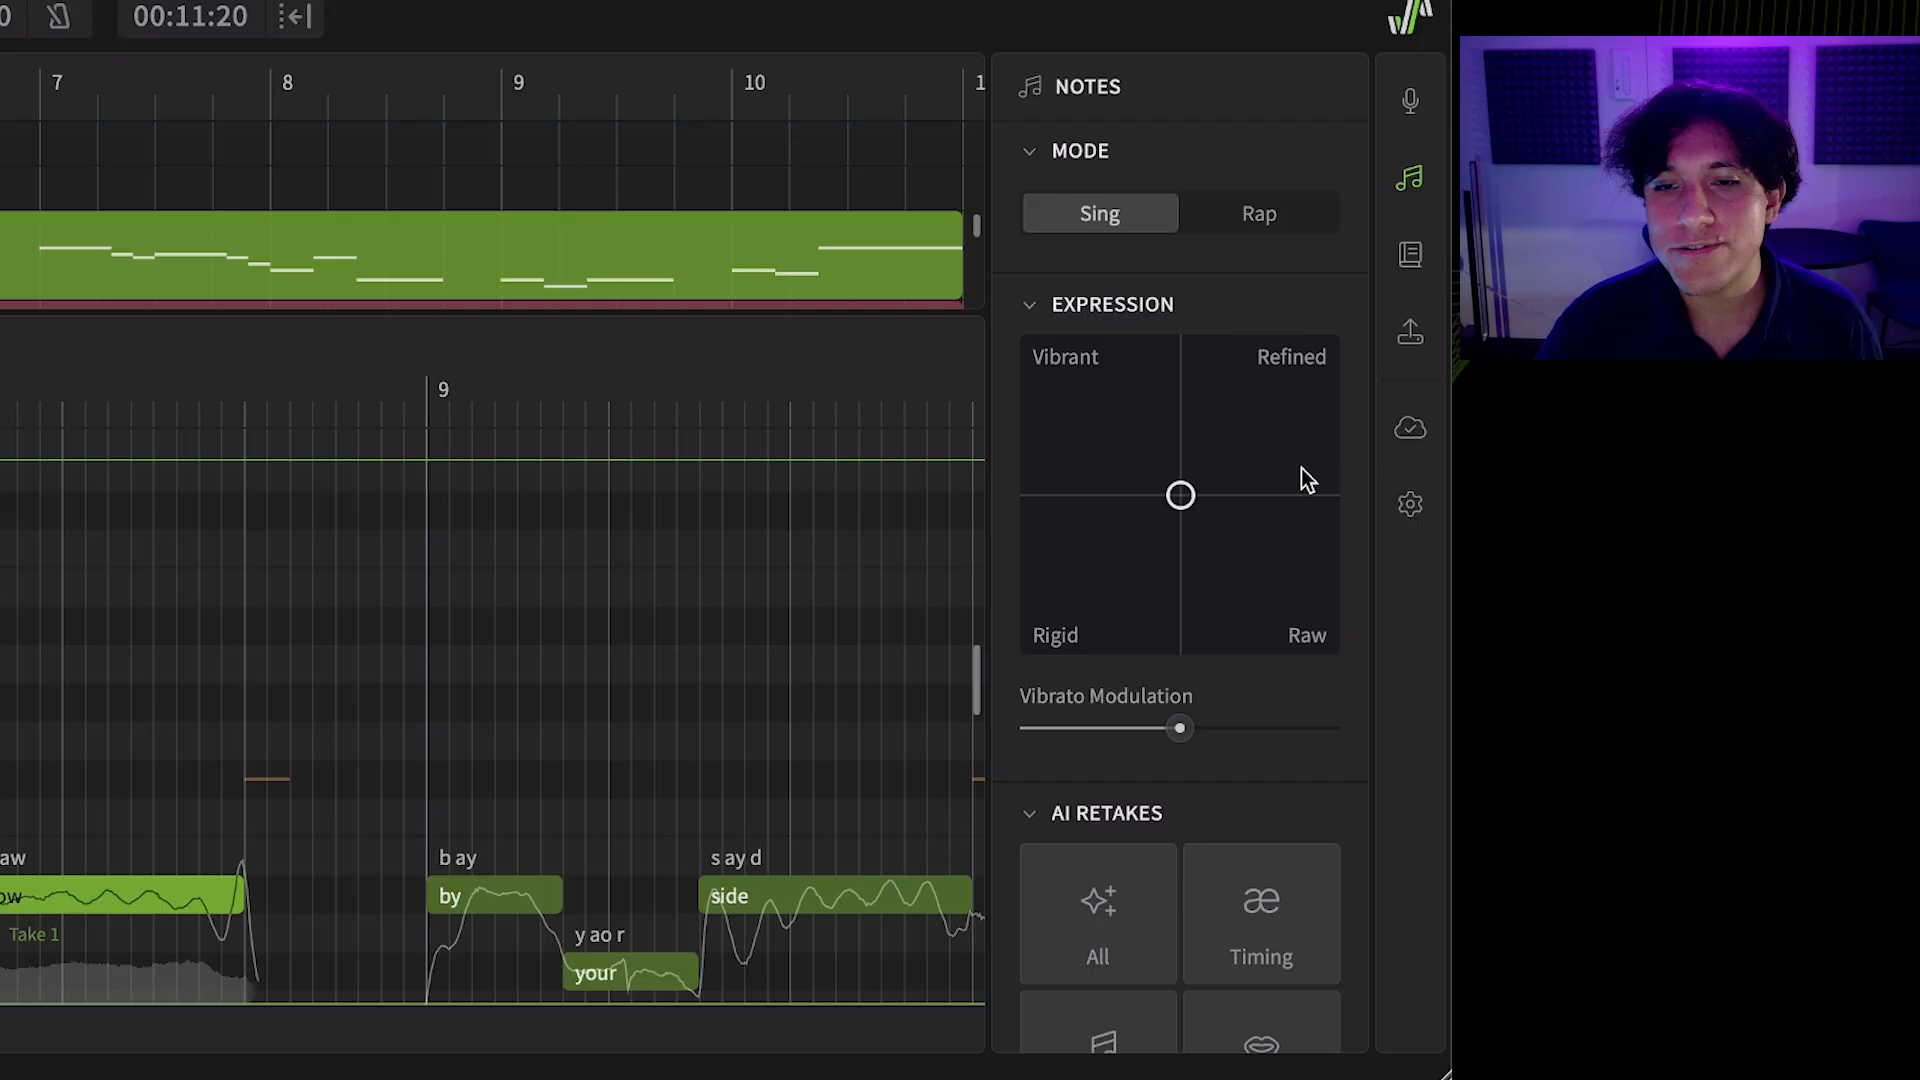 0
00:11:20
7
8
9
10
1
9
aw
ow
Take 1
b ay
by
y ao r
your
s ay d
side
NOTES
MODE
Sing
Rap
EXPRESSION
Vibrant
Refined
Rigid
Raw
Vibrato Modulation
AI RETAKES
All
æ
Timing